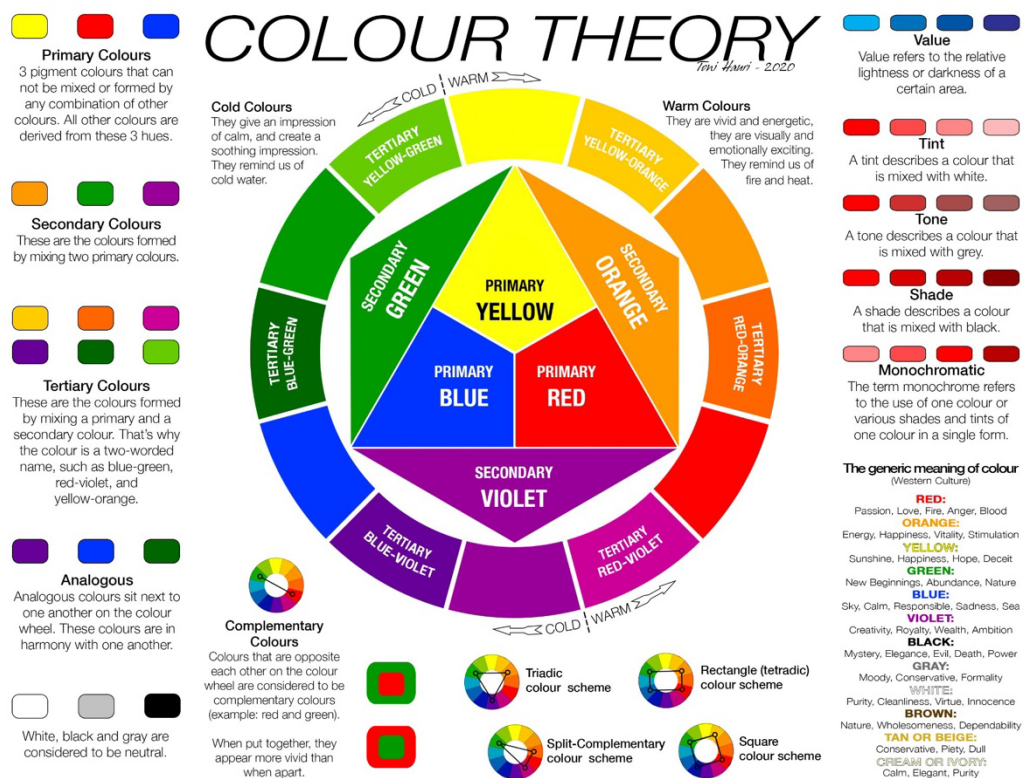 COLOUR THEORY
Toni Hauri - 2020
Primary Colours
3 pigment colours that can
not be mixed or formed by
any combination of other
colours. All other colours are
derived from these 3 hues.
Secondary Colours
These are the colours formed
by mixing two primary colours.
Tertiary Colours
These are the colours formed
by mixing a primary and a
secondary colour. That's why
the colour is a two-worded
name, such as blue-green,
red-violet, and
yellow-orange.
Analogous
Analogous colours sit next to
one another on the colour
wheel. These colours are in
harmony with one another.
White, black and gray are
considered to be neutral.
Cold Colours
They give an impression
of calm, and create a
soothing impression.
They remind us of
cold water.
COLD
WARM
Warm Colours
They are vivid and energetic,
they are visually and
emotionally exciting.
They remind us of
fire and heat.
TERTIARY
YELLOW-GREEN
TERTIARY
YELLOW-ORANGE
SECONDARY
GREEN
SECONDARY
ORANGE
PRIMARY
YELLOW
TERTIARY
BLUE-GREEN
TERTIARY
RED-ORANGE
PRIMARY
BLUE
PRIMARY
RED
SECONDARY
VIOLET
TERTIARY
BLUE-VIOLET
TERTIARY
RED-VIOLET
COLD
WARM
Complementary
Colours
Colours that are opposite
each other on the colour
wheel are considered to be
complementary colours
(example: red and green).
When put together, they
appear more vivid than
when apart.
Triadic
colour scheme
Rectangle (tetradic)
colour scheme
Split-Complementary
colour scheme
Square
colour scheme
Value
Value refers to the relative
lightness or darkness of a
certain area.
Tint
A tint describes a colour that
is mixed with white.
Tone
A tone describes a colour that
is mixed with grey.
Shade
A shade describes a colour
that is mixed with black.
Monochromatic
The term monochrome refers
to the use of one colour or
various shades and tints of
one colour in a single form.
The generic meaning of colour
(Western Culture)
RED:
Passion, Love, Fire, Anger, Blood
ORANGE:
Energy, Happiness, Vitality, Stimulation
YELLOW:
Sunshine, Happiness, Hope, Deceit
GREEN:
New Beginnings, Abundance, Nature
BLUE:
Sky, Calm, Responsible, Sadness, Sea
VIOLET:
Creativity, Royalty, Wealth, Ambition
BLACK:
Mystery, Elegance, Evil, Death, Power
GRAY:
Moody, Conservative, Formality
WHITE:
Purity, Cleanliness, Virtue, Innocence
BROWN:
Nature, Wholesomeness, Dependability
TAN OR BEIGE:
Conservative, Piety, Dull
CREAM OR IVORY:
Calm, Elegant, Purity